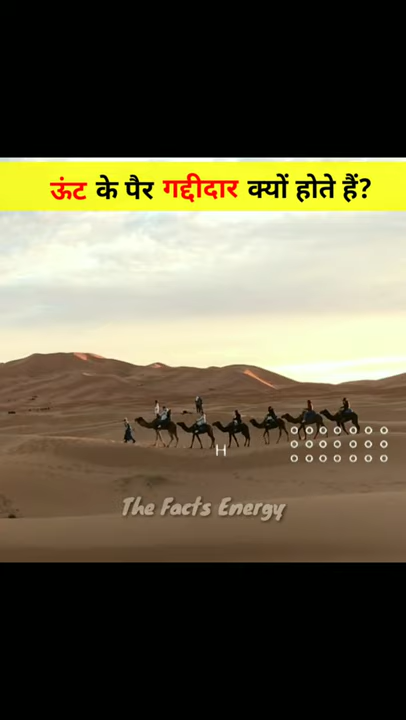 ऊंट के पैर गद्दीदार क्यों होते हैं?
H
The Facts Energy